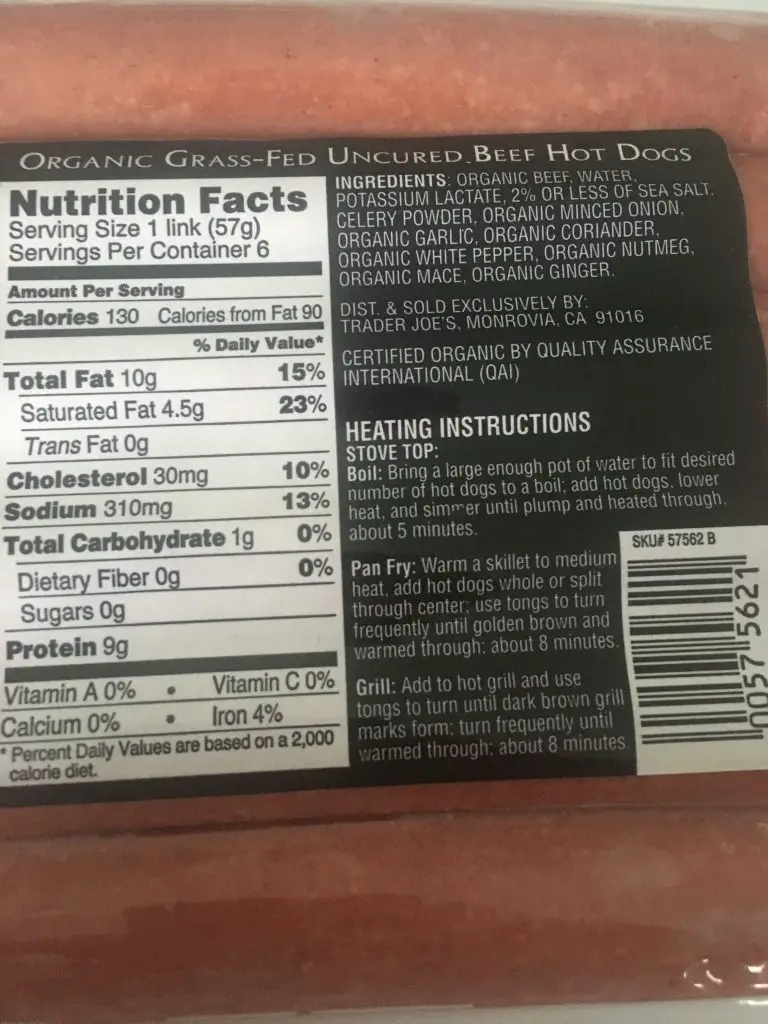 ORGANIC GRASS-FED UNCURED BEEF HOT DOGS
Nutrition Facts
Serving Size 1 link (57g)
Servings Per Container 6
Amount Per Serving
Calories 130 Calories from Fat 90
% Daily Value*
Total Fat 10g 15%
Saturated Fat 4.5g 23%
Trans Fat 0g
Cholesterol 30mg 10%
Sodium 310mg 13%
Total Carbohydrate 1g 0%
Dietary Fiber 0g 0%
Sugars 0g
Protein 9g
Vitamin A 0% • Vitamin C 0%
Calcium 0% • Iron 4%
* Percent Daily Values are based on a 2,000
calorie diet.
INGREDIENTS: ORGANIC BEEF, WATER,
POTASSIUM LACTATE, 2% OR LESS OF SEA SALT,
CELERY POWDER, ORGANIC MINCED ONION,
ORGANIC GARLIC, ORGANIC CORIANDER,
ORGANIC WHITE PEPPER, ORGANIC NUTMEG,
ORGANIC MACE, ORGANIC GINGER.
DIST. & SOLD EXCLUSIVELY BY:
TRADER JOE'S, MONROVIA, CA 91016
CERTIFIED ORGANIC BY QUALITY ASSURANCE
INTERNATIONAL (QAI)
HEATING INSTRUCTIONS
STOVE TOP:
Boil: Bring a large enough pot of water to fit desired
number of hot dogs to a boil; add hot dogs, lower
heat, and simmer until plump and heated through,
about 5 minutes.
Pan Fry: Warm a skillet to medium
heat, add hot dogs whole or split
through center; use tongs to turn
frequently until golden brown and
warmed through; about 8 minutes.
Grill: Add to hot grill and use
tongs to turn until dark brown grill
marks form; turn frequently until
warmed through; about 8 minutes.
SKU# 57562 B
0057 5621